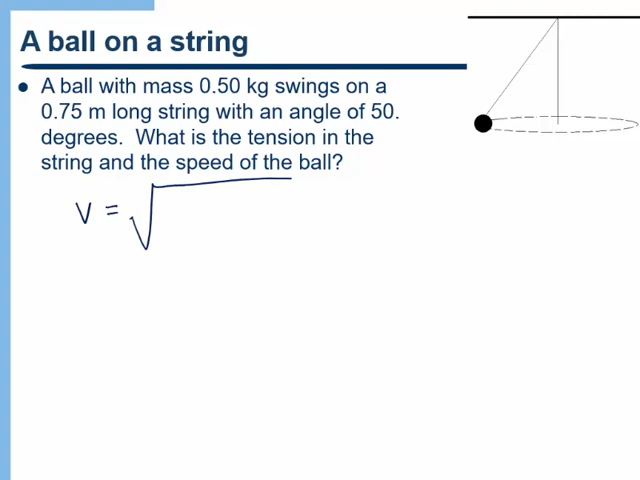 A ball on a string
A ball with mass 0.50 kg swings on a
0.75 m long string with an angle of 50.
degrees. What is the tension in the
string and the speed of the ball?
v = √